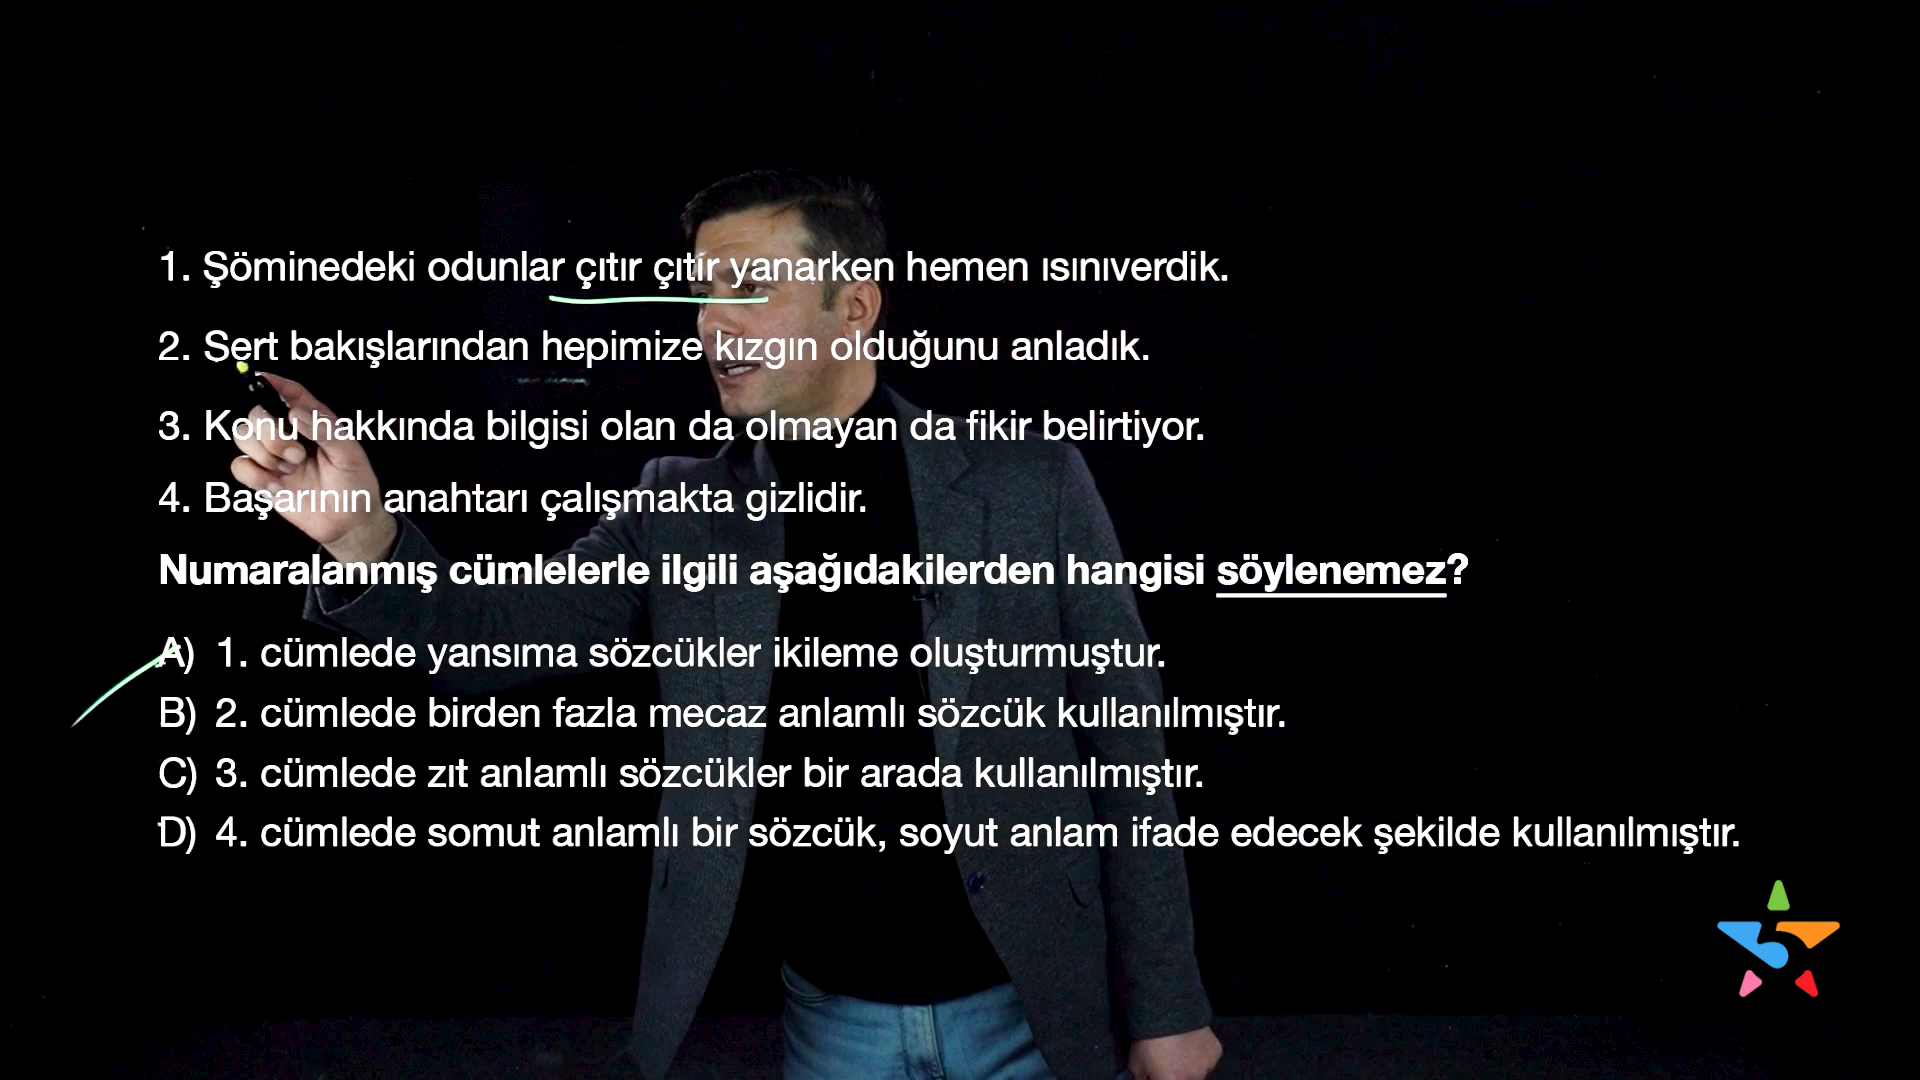 1. Şöminedeki odunlar çıtır çıtır yanarken hemen ısınıverdik.
2. Sert bakışlarından hepimize kızgın olduğunu anladık.
3. Konu hakkında bilgisi olan da olmayan da fikir belirtiyor.
4. Başarının anahtarı çalışmakta gizlidir.
Numaralanmış cümlelerle ilgili aşağıdakilerden hangisi söylenemez?
A) 1. cümlede yansıma sözcükler ikileme oluşturmuştur.
B) 2. cümlede birden fazla mecaz anlamlı sözcük kullanılmıştır.
C) 3. cümlede zıt anlamlı sözcükler bir arada kullanılmıştır.
D) 4. cümlede somut anlamlı bir sözcük, soyut anlam ifade edecek şekilde kullanılmıştır.
5